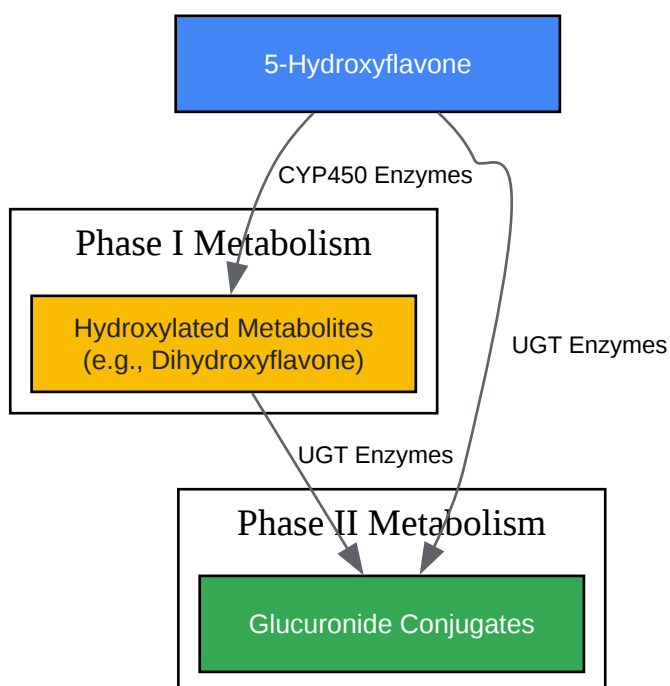 5-Hydroxyflavone
CYP450 Enzymes
Phase I Metabolism
Hydroxylated Metabolites
(e.g., Dihydroxyflavone)
UGT Enzymes
UGT Enzymes
Phase II Metabolism
Glucuronide Conjugates